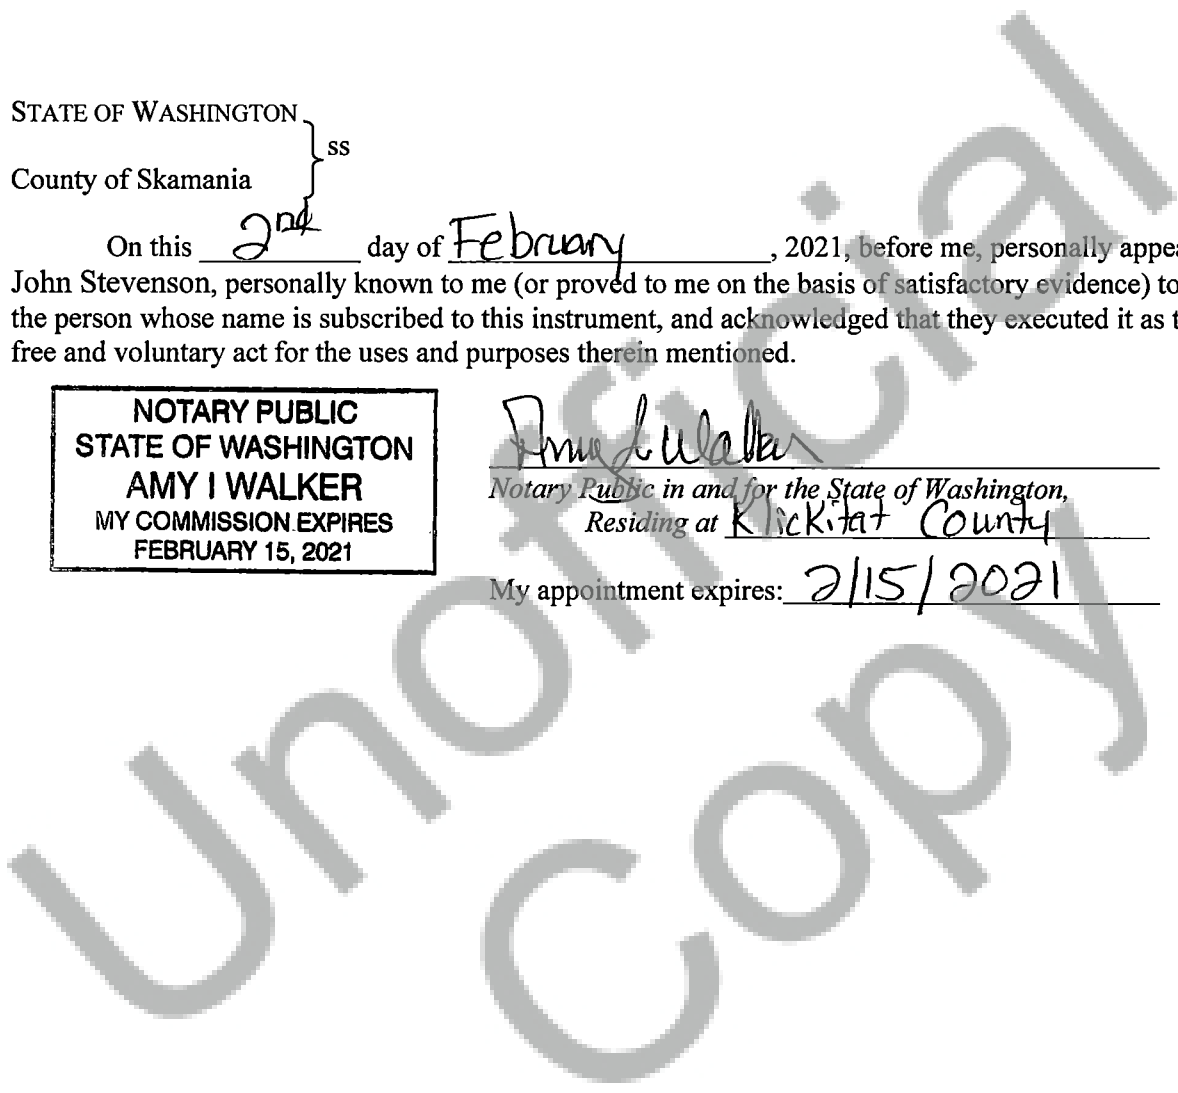 STATE OF WASHINGTON
} ss
County of Skamania
On this 2nd day of February, 2021, before me, personally appea
John Stevenson, personally known to me (or proved to me on the basis of satisfactory evidence) to
the person whose name is subscribed to this instrument, and acknowledged that they executed it as t
free and voluntary act for the uses and purposes therein mentioned.
NOTARY PUBLIC
STATE OF WASHINGTON
AMY I WALKER
MY COMMISSION EXPIRES
FEBRUARY 15, 2021
Amy I Walker
Notary Public in and for the State of Washington,
Residing at Klickitat County
My appointment expires: 2/15/2021
Unofficial
Copy